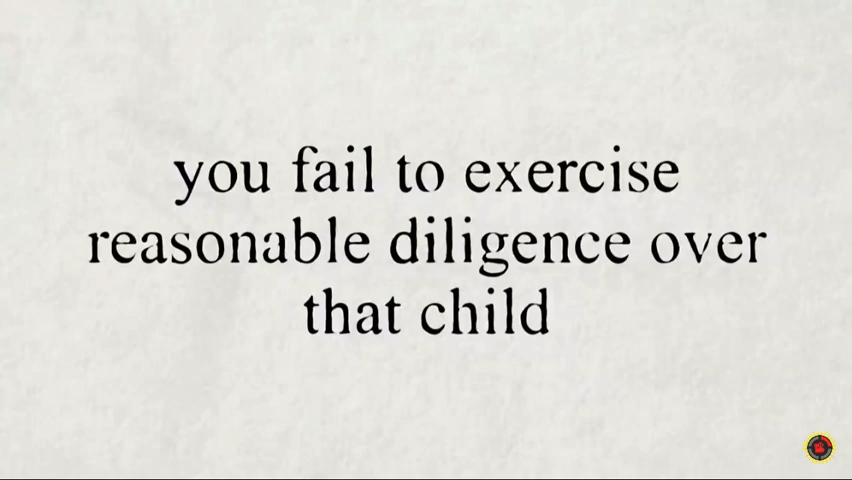 you fail to exercise
reasonable diligence over
that child